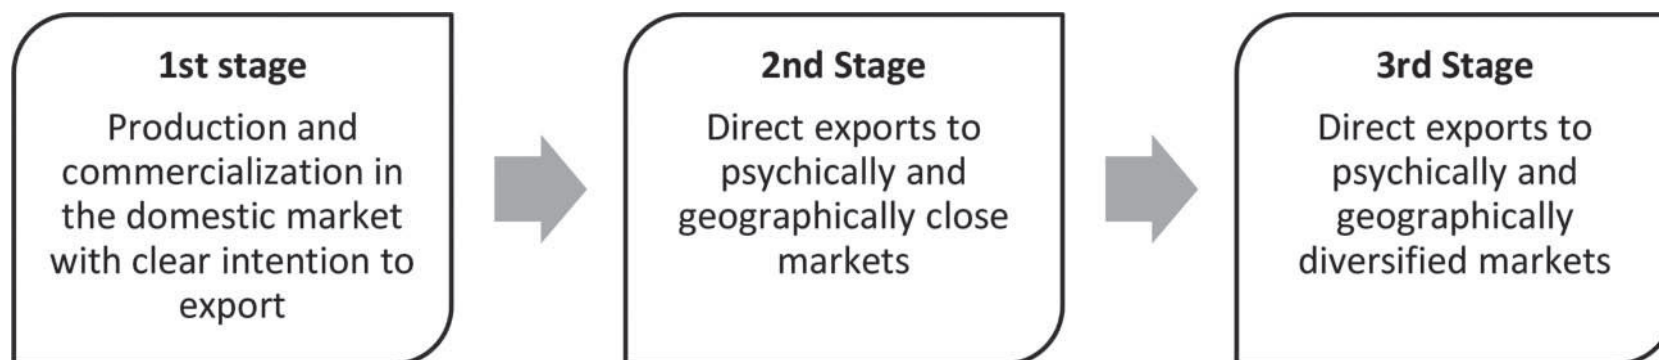 1st stage
Production and
commercialization in
the domestic market
with clear intention to
export
2nd Stage
Direct exports to
psychically and
geographically close
markets
3rd Stage
Direct exports to
psychically and
geographically
diversified markets